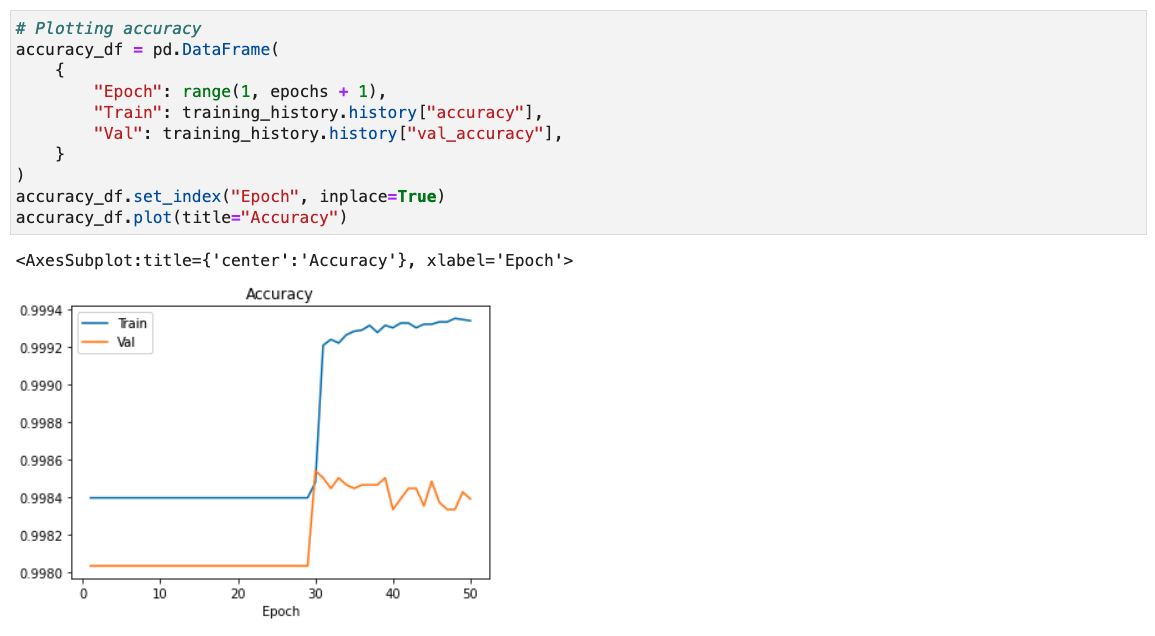 # Plotting accuracy
accuracy_df = pd.DataFrame(
    {
        "Epoch": range(1, epochs + 1),
        "Train": training_history.history["accuracy"],
        "Val": training_history.history["val_accuracy"],
    }
)
accuracy_df.set_index("Epoch", inplace=True)
accuracy_df.plot(title="Accuracy")
<AxesSubplot:title={'center':'Accuracy'}, xlabel='Epoch'>
Accuracy
Train
Val
0.9994
0.9992
0.9990
0.9988
0.9986
0.9984
0.9982
0.9980
0 10 20 30 40 50
Epoch